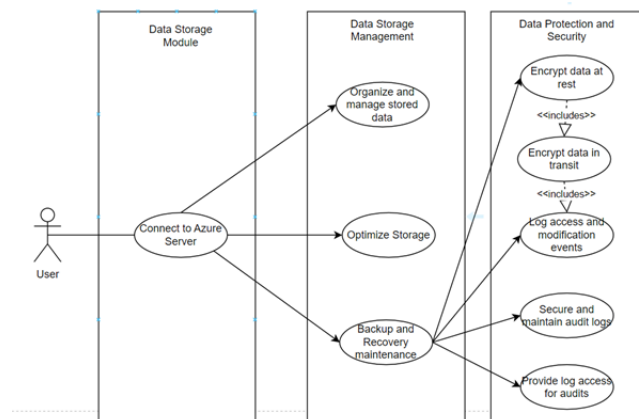 Data Storage
Module
Data Storage
Management
Data Protection and
Security
Encrypt data at
rest
<<includes>>
Organize and
manage stored
data
Encrypt data in
transit
<<includes>>
User
Connect to Azure
Server
Optimize Storage
Log access and
modification
events
Backup and
Recovery
maintenance
Secure and
maintain audit logs
Provide log access
for audits